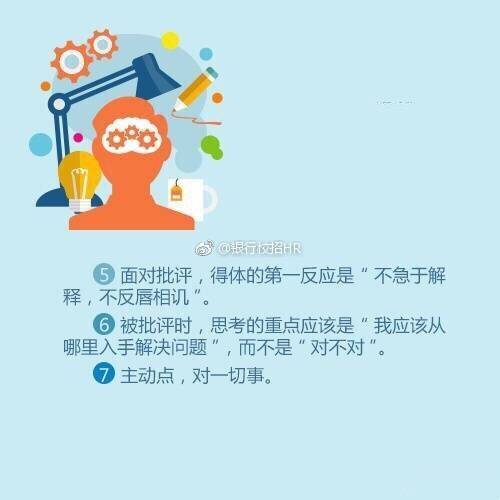 @银行校招HR
5 面对批评，得体的第一反应是“不急于解
释，不反唇相讥”。
6 被批评时，思考的重点应该是“我应该从
哪里入手解决问题”，而不是“对不对”。
7 主动点，对一切事。